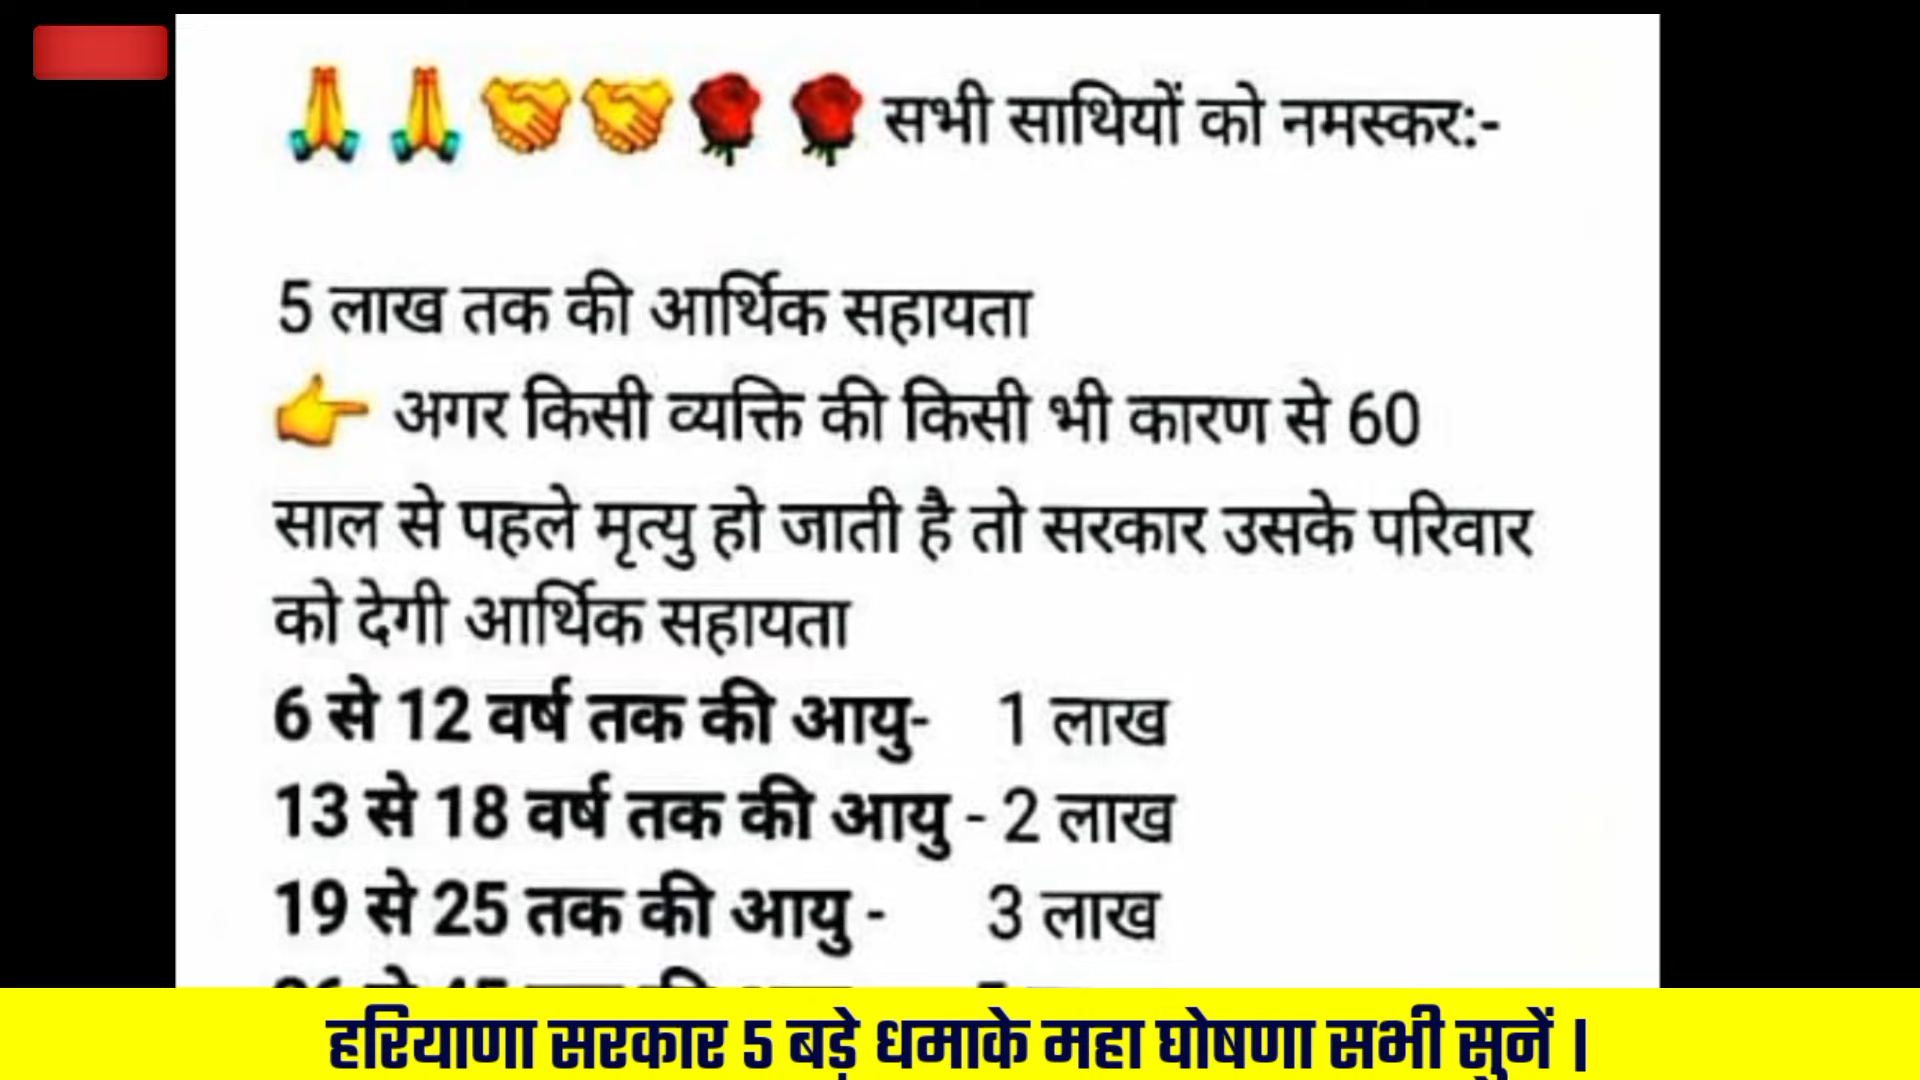 🙏 🙏 🤝 🤝 🌹 🌹 सभी साथियों को नमस्कर:-
5 लाख तक की आर्थिक सहायता
👉 अगर किसी व्यक्ति की किसी भी कारण से 60
साल से पहले मृत्यु हो जाती है तो सरकार उसके परिवार
को देगी आर्थिक सहायता
6 से 12 वर्ष तक की आयु- 1 लाख
13 से 18 वर्ष तक की आयु - 2 लाख
19 से 25 तक की आयु - 3 लाख
हरियाणा सरकार 5 बड़े धमाके महा घोषणा सभी सुनें ।